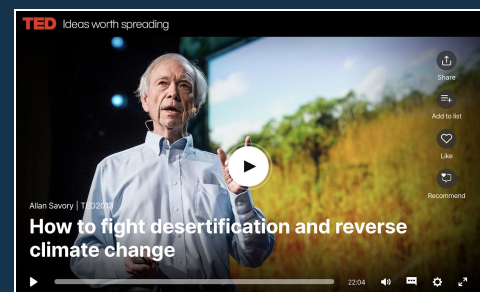 TED Ideas worth spreading
Share
Add to list
Like
Recommend
Allan Savory | TED2013
How to fight desertification and reverse
climate change
22:04